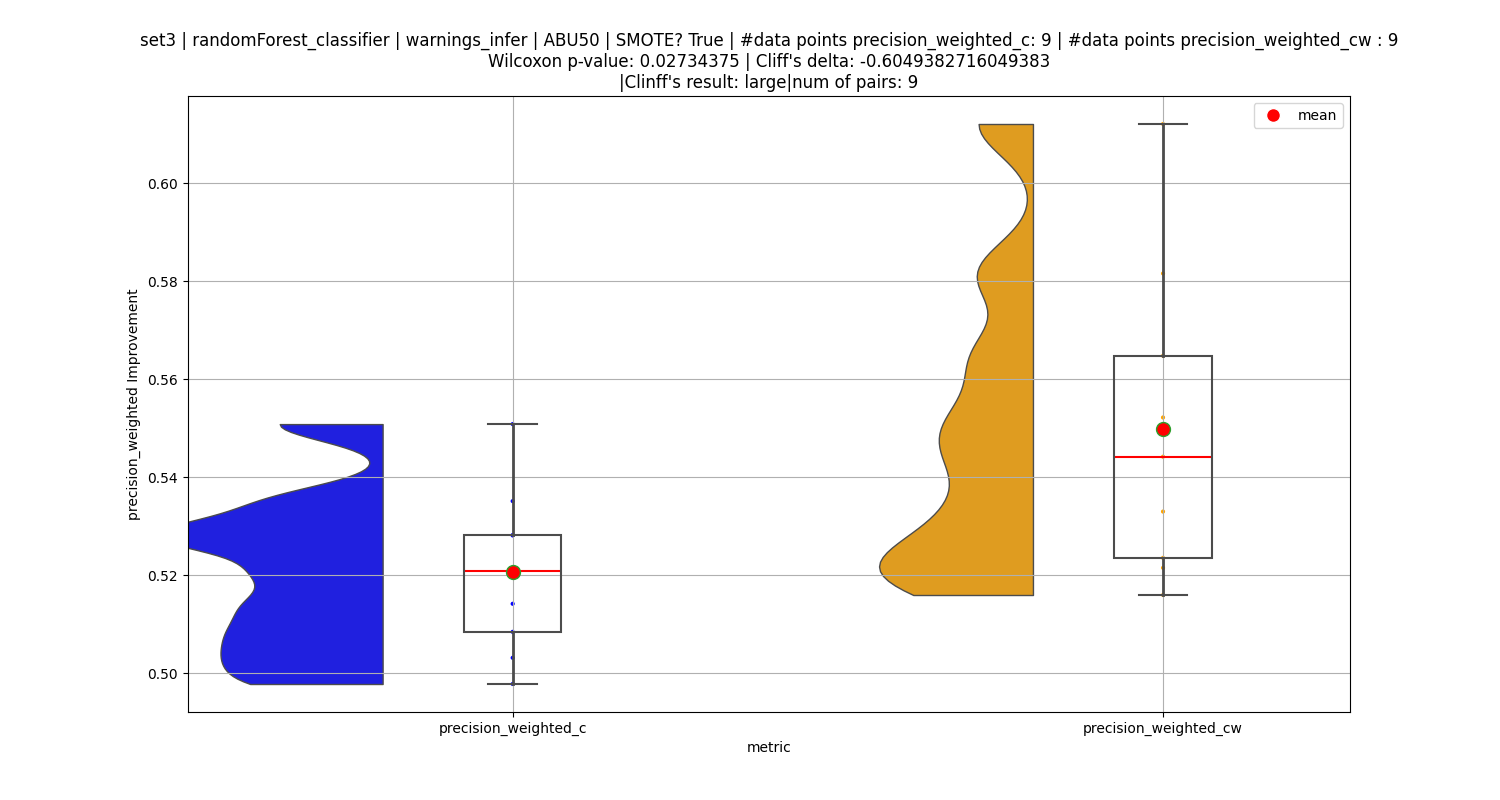 set3 | randomForest_classifier | warnings_infer | ABU50 | SMOTE? True | #data points precision_weighted_c: 9 | #data points precision_weighted_cw : 9
Wilcoxon p-value: 0.02734375 | Cliff's delta: -0.6049382716049383
|Clinff's result: large|num of pairs: 9
mean
0.60
0.58
0.56
0.54
0.52
0.50
precision_weighted Improvement
precision_weighted_c
precision_weighted_cw
metric